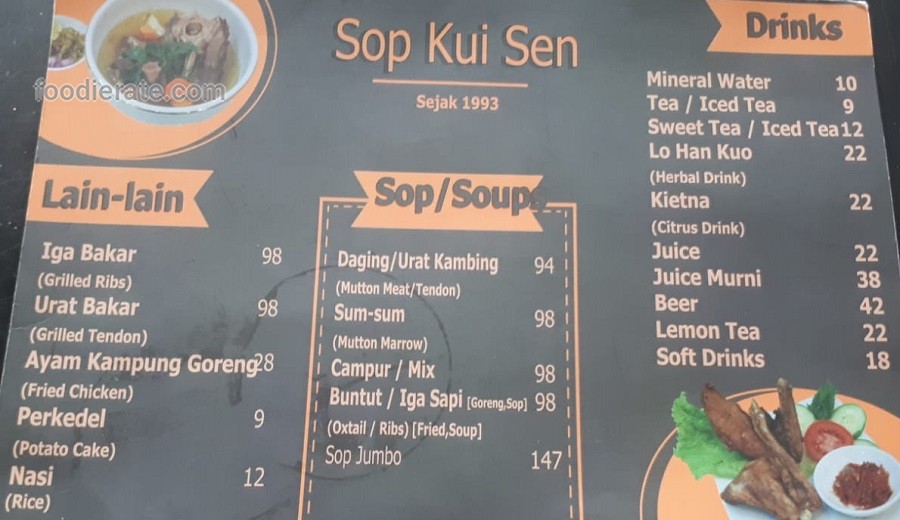 foodierate.com
Sop Kui Sen
Sejak 1993
Lain-lain
Iga Bakar 98
(Grilled Ribs)
Urat Bakar 98
(Grilled Tendon)
Ayam Kampung Goreng 28
(Fried Chicken)
Perkedel 9
(Potato Cake)
Nasi 12
(Rice)
Sop/Soups
Daging/Urat Kambing 94
(Mutton Meat/Tendon)
Sum-sum 98
(Mutton Marrow)
Campur / Mix 98
Buntut / Iga Sapi [Goreng,Sop] 98
(Oxtail / Ribs) [Fried,Soup]
Sop Jumbo 147
Drinks
Mineral Water 10
Tea / Iced Tea 9
Sweet Tea / Iced Tea 12
Lo Han Kuo 22
(Herbal Drink)
Kietna 22
(Citrus Drink)
Juice 22
Juice Murni 38
Beer 42
Lemon Tea 22
Soft Drinks 18